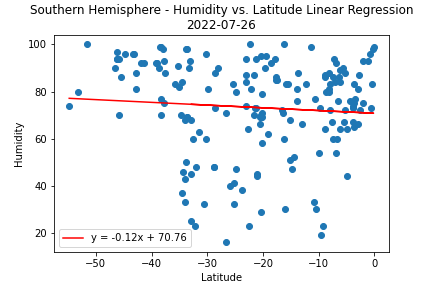 Southern Hemisphere - Humidity vs. Latitude Linear Regression
2022-07-26
100
80
60
40
20
Humidity
y = -0.12x + 70.76
−50 −40 −30 −20 −10 0
Latitude